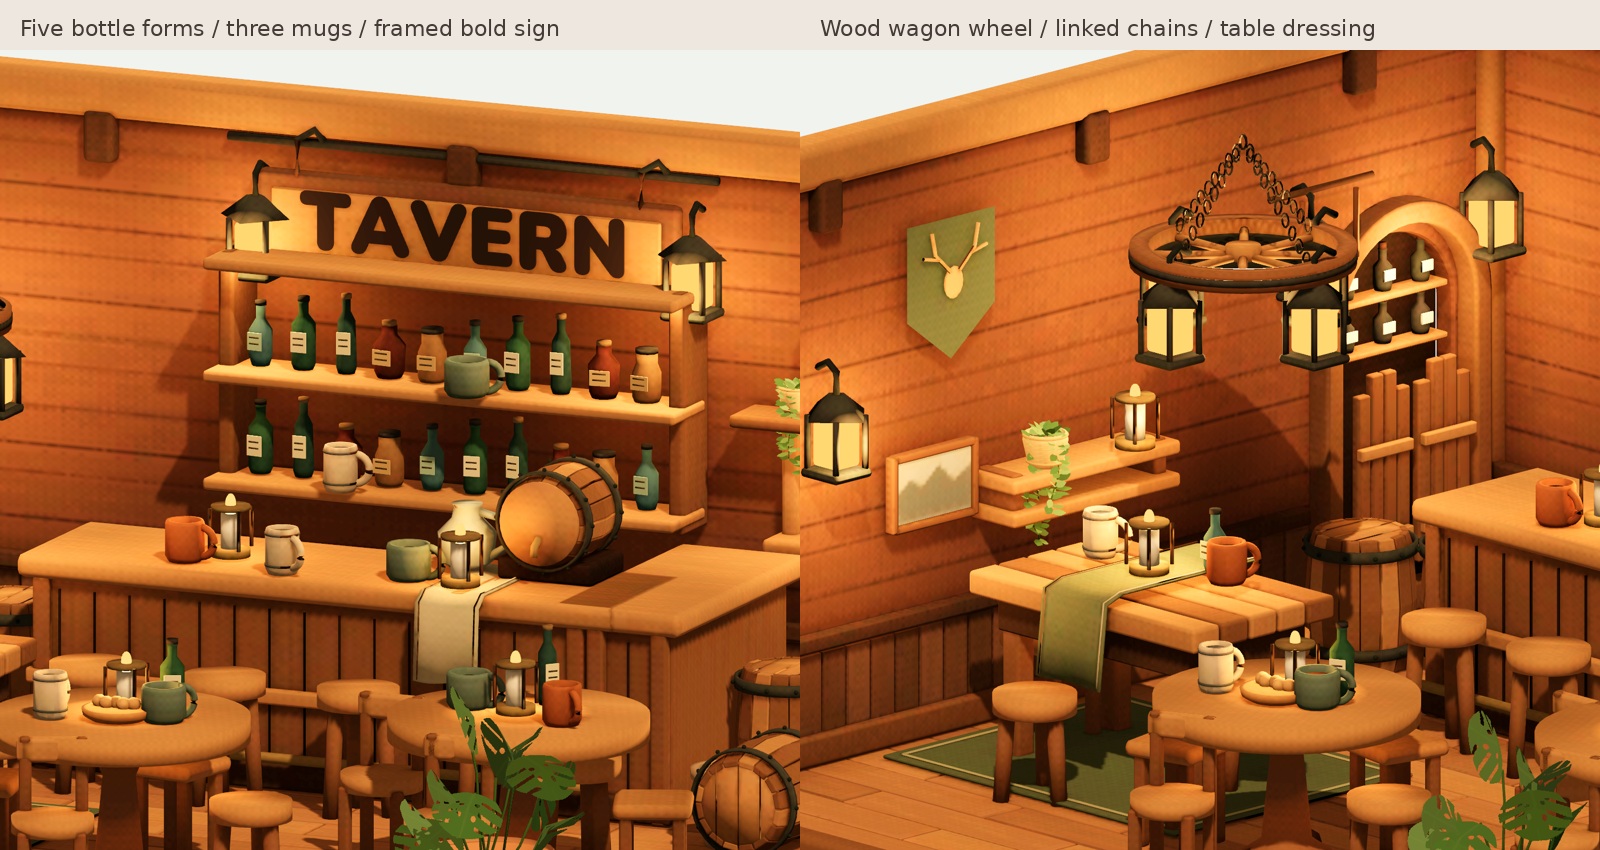 Five bottle forms / three mugs / framed bold sign
Wood wagon wheel / linked chains / table dressing
TAVERN